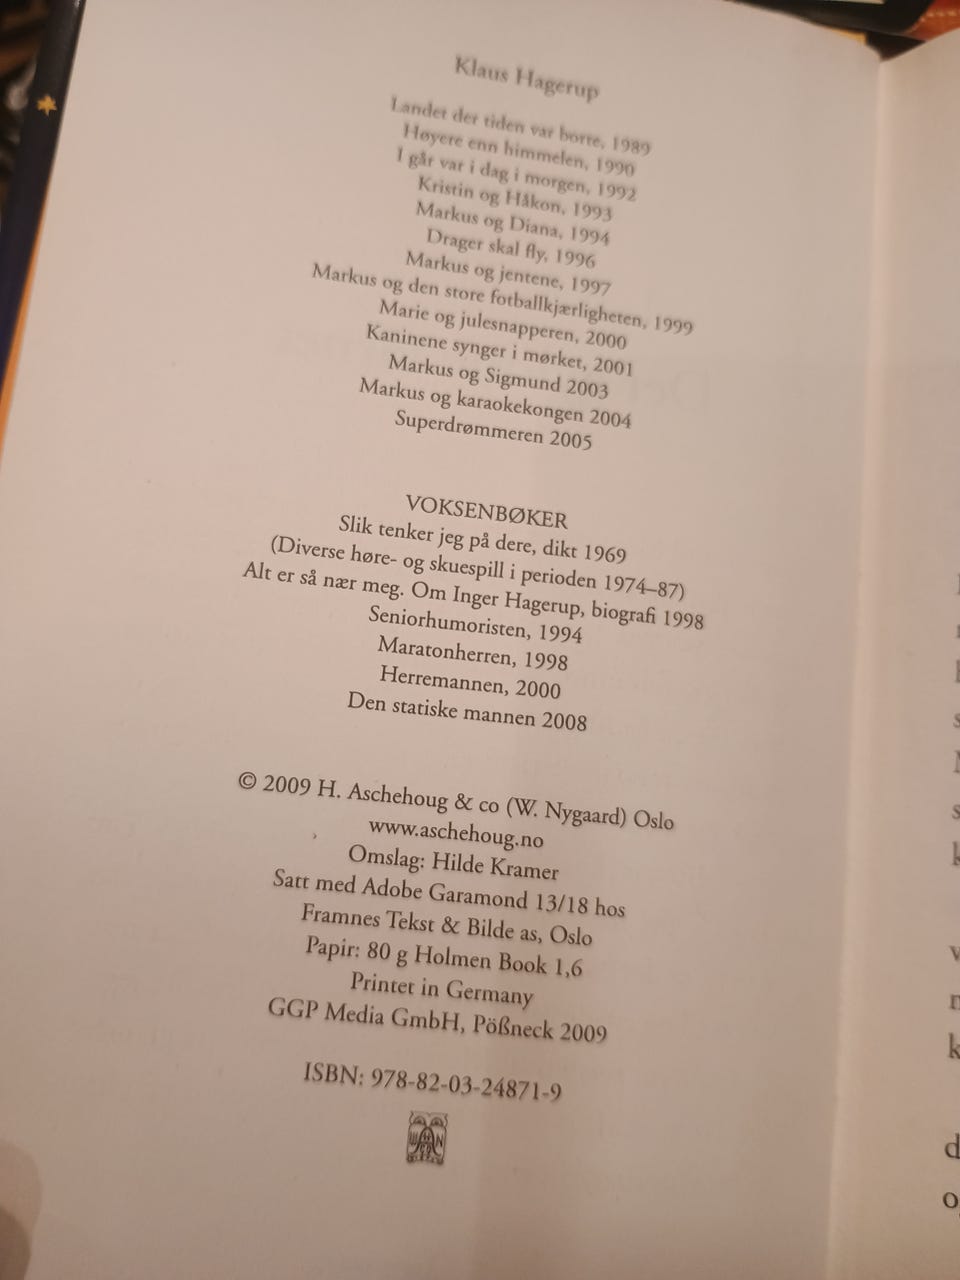 Klaus Hagerup
Landet der tiden var borte, 1989
Høyere enn himmelen, 1990
I går var i dag i morgen, 1992
Kristin og Håkon, 1993
Markus og Diana, 1994
Drager skal fly, 1996
Markus og jentene, 1997
Markus og den store fotballkjærligheten, 1999
Marie og julesnapperen, 2000
Kaninene synger i mørket, 2001
Markus og Sigmund 2003
Markus og karaokekongen 2004
Superdrømmeren 2005
VOKSENBØKER
Slik tenker jeg på dere, dikt 1969
(Diverse høre- og skuespill i perioden 1974–87)
Alt er så nær meg. Om Inger Hagerup, biografi 1998
Seniorhumoristen, 1994
Maratonherren, 1998
Herremannen, 2000
Den statiske mannen 2008
© 2009 H. Aschehoug & co (W. Nygaard) Oslo
www.aschehoug.no
Omslag: Hilde Kramer
Satt med Adobe Garamond 13/18 hos
Framnes Tekst & Bilde as, Oslo
Papir: 80 g Holmen Book 1,6
Printet in Germany
GGP Media GmbH, Pößneck 2009
ISBN: 978-82-03-24871-9